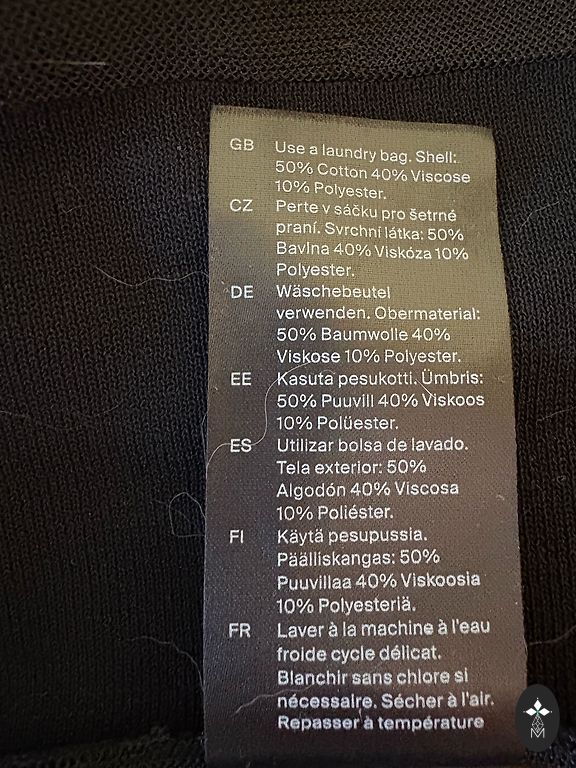 GB Use a laundry bag. Shell:
50% Cotton 40% Viscose
10% Polyester.
CZ Perte v sáčku pro šetrné
praní. Svrchní látka: 50%
Bavlna 40% Viskóza 10%
Polyester.
DE Wäschebeutel
verwenden. Obermaterial:
50% Baumwolle 40%
Viskose 10% Polyester.
EE Kasuta pesukotti. Ümbris:
50% Puuvill 40% Viskoos
10% Polüester.
ES Utilizar bolsa de lavado.
Tela exterior: 50%
Algodón 40% Viscosa
10% Poliéster.
FI Käytä pesupussia.
Päälliskangas: 50%
Puuvillaa 40% Viskoosia
10% Polyesteriä.
FR Laver à la machine à l'eau
froide cycle délicat.
Blanchir sans chlore si
nécessaire. Sécher à l'air.
Repasser à température
M